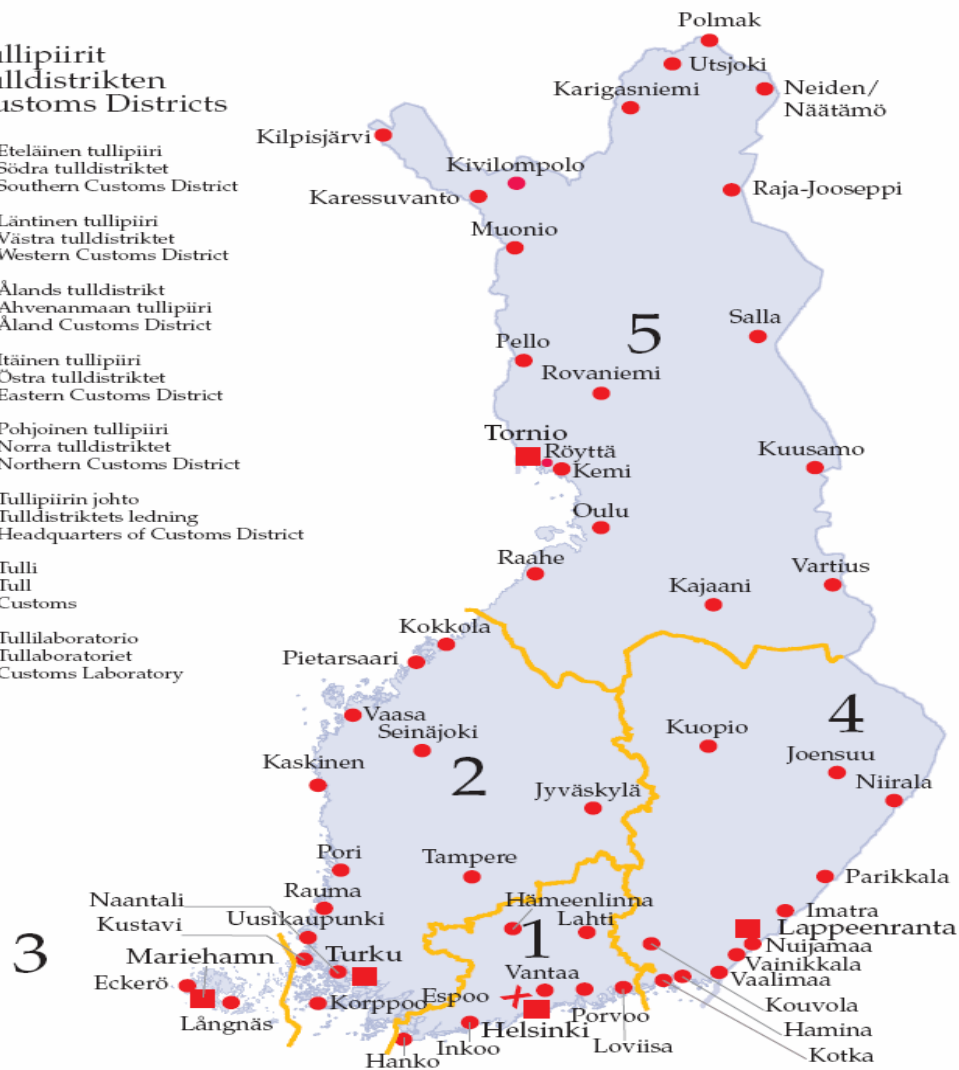 ullipiirit
ulldistrikten
ustoms Districts
Eteläinen tullipiiri
Södra tulldistriktet
Southern Customs District
Läntinen tullipiiri
Västra tulldistriktet
Western Customs District
Ålands tulldistrikt
Ahvenanmaan tullipiiri
Åland Customs District
Itäinen tullipiiri
Östra tulldistriktet
Eastern Customs District
Pohjoinen tullipiiri
Norra tulldistriktet
Northern Customs District
Tullipiirin johto
Tulldistriktets ledning
Headquarters of Customs District
Tulli
Tull
Customs
Tullilaboratorio
Tullaboratoriet
Customs Laboratory
Polmak
Utsjoki
Karigasniemi
Neiden/
Näätämö
Kilpisjärvi
Kivilompolo
Karessuvanto
Raja-Jooseppi
Muonio
5
Salla
Pello
Rovaniemi
Tornio
Röyttä
Kemi
Kuusamo
Oulu
Raahe
Vartius
Kajaani
Kokkola
Pietarsaari
Vaasa
Seinäjoki
4
Kuopio
Joensuu
Kaskinen
2
Niirala
Jyväskylä
Pori
Tampere
Parikkala
Naantali
Rauma
Hämeenlinna
Imatra
Kustavi
Uusikaupunki
Lahti
Lappeenranta
3
1
Nuijamaa
Mariehamn
Turku
Vainikkala
Vantaa
Vaalimaa
Eckerö
Korppoo
Espoo
Kouvola
Långnäs
Porvoo
Helsinki
Hamina
Inkoo
Loviisa
Hanko
Kotka